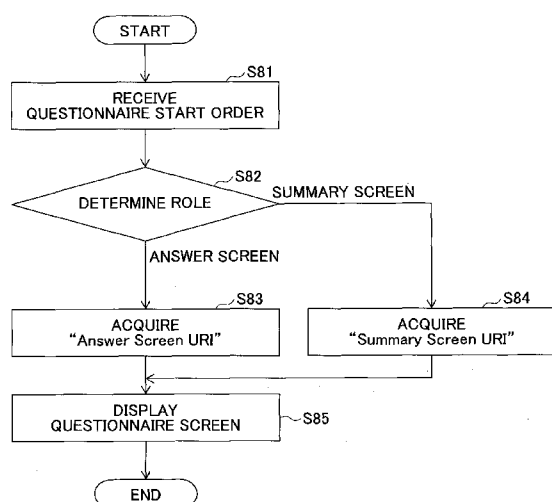 START
S81
RECEIVE
QUESTIONNAIRE START ORDER
S82
DETERMINE ROLE
SUMMARY SCREEN
ANSWER SCREEN
S83
ACQUIRE
“Answer Screen URI”
S84
ACQUIRE
“Summary Screen URI”
DISPLAY
QUESTIONNAIRE SCREEN
S85
END